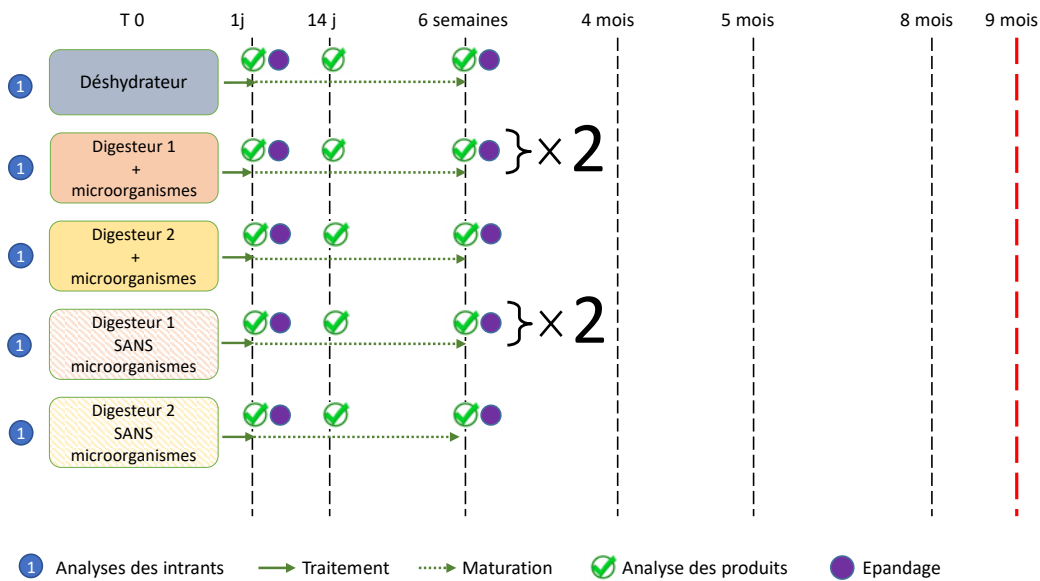 T 0 1j 14 j 6 semaines 4 mois 5 mois 8 mois 9 mois
1 Déshydrateur
1 Digesteur 1
+
microorganismes
} × 2
1 Digesteur 2
+
microorganismes
1 Digesteur 1
SANS
microorganismes
} × 2
1 Digesteur 2
SANS
microorganismes
1 Analyses des intrants Traitement Maturation Analyse des produits Epandage